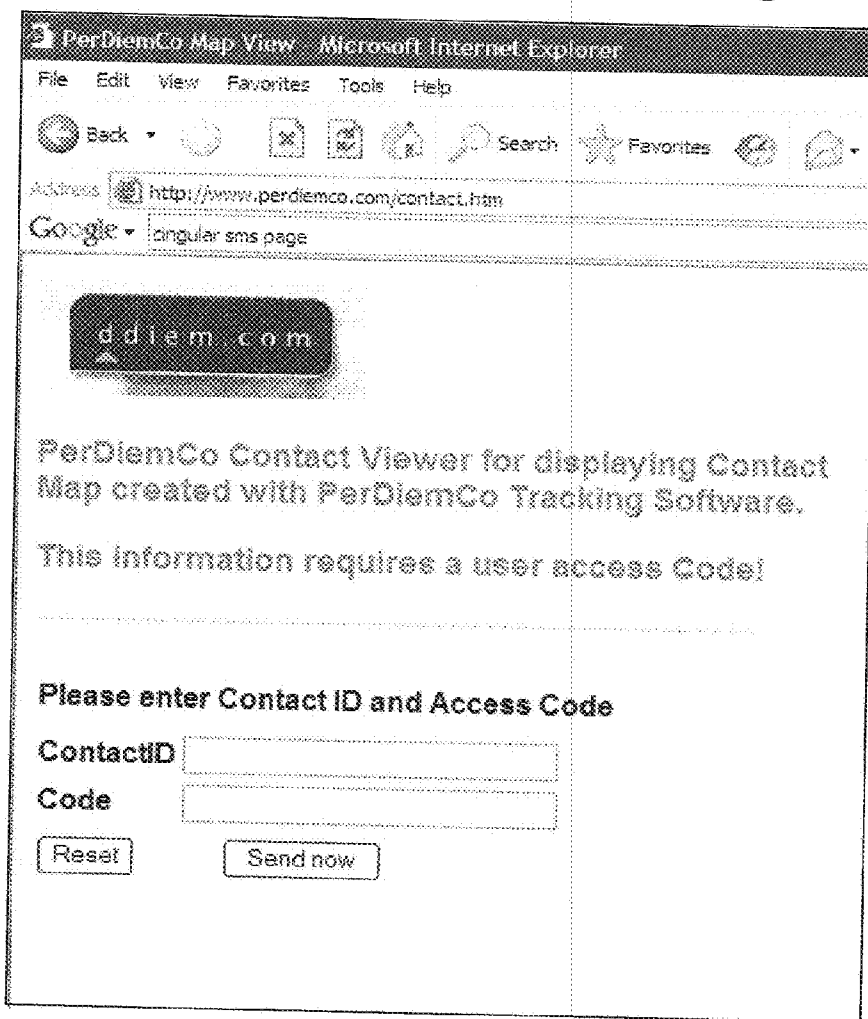 PerDiemCo Map View Microsoft Internet Explorer
File Edit View Favorites Tools Help
Back Search Favorites
Address http://www.perdiemco.com/contact.htm
Google cingular sms page
ddiem.com
PerDiemCo Contact Viewer for displaying Contact
Map created with PerDiemCo Tracking Software.
This information requires a user access Code!
Please enter Contact ID and Access Code
ContactID
Code
Reset Send now